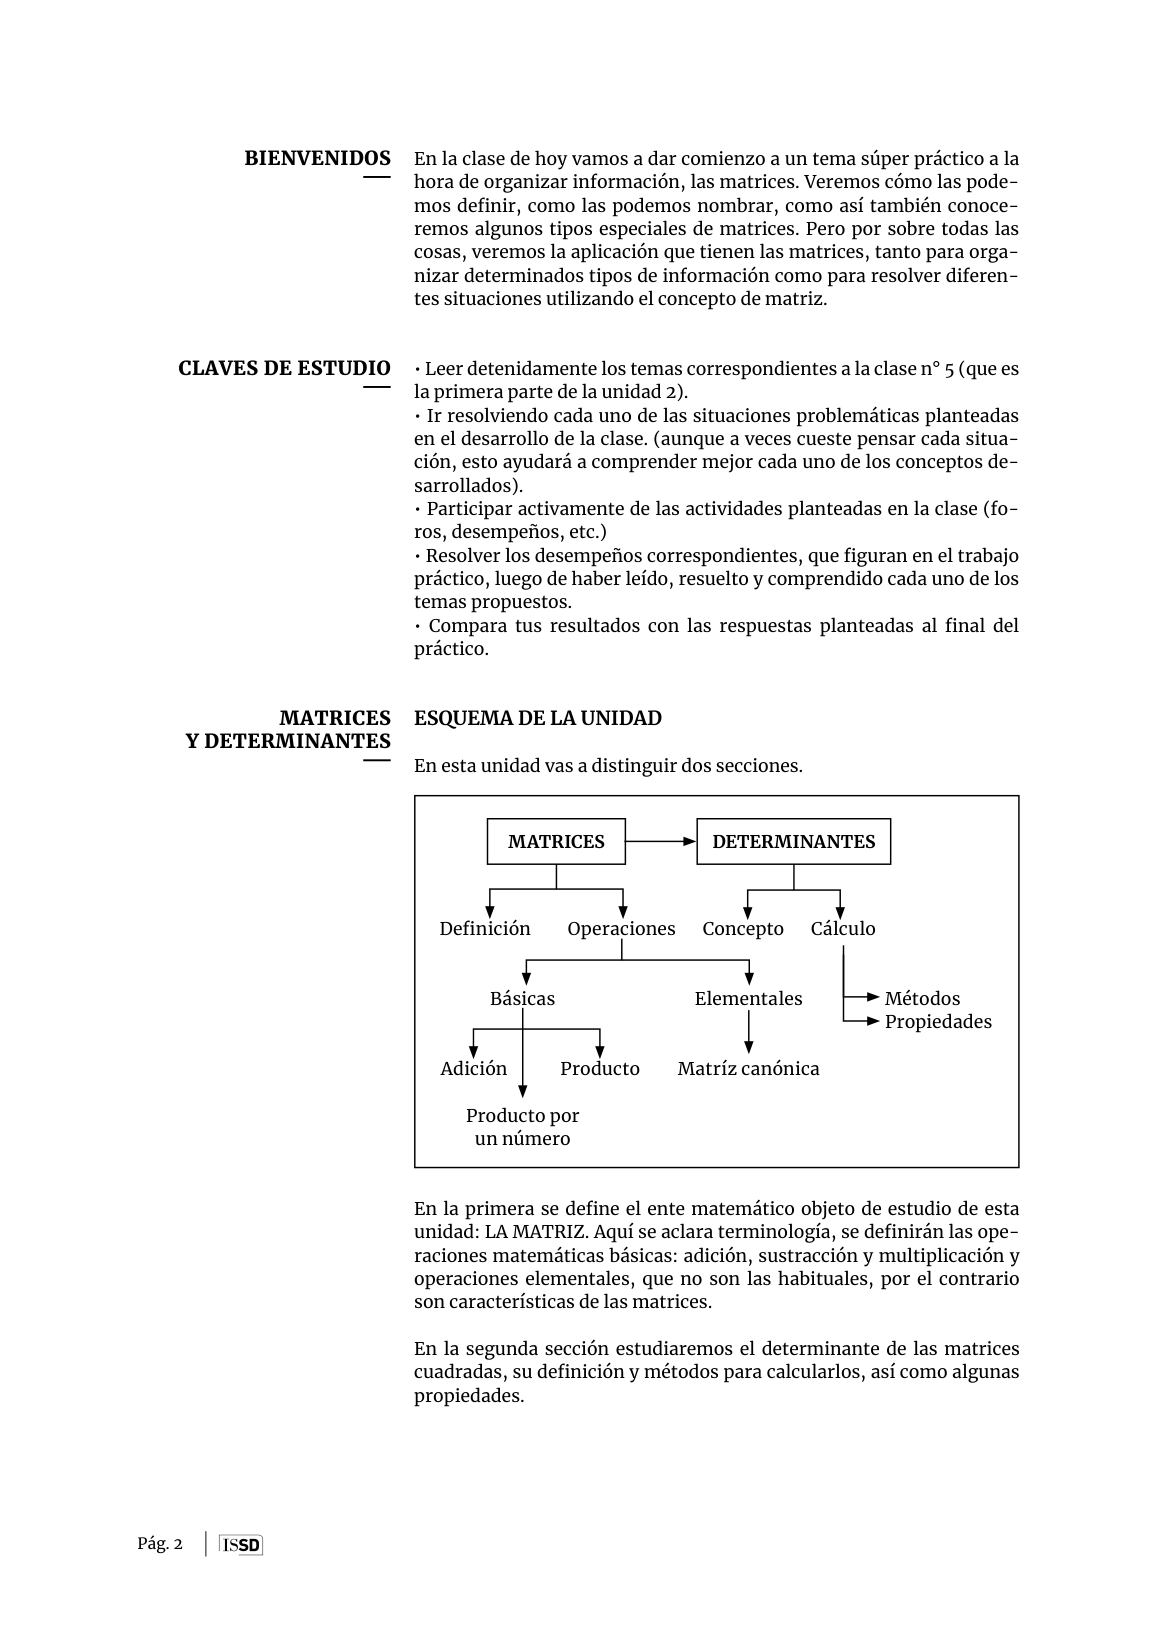 BIENVENIDOS
En la clase de hoy vamos a dar comienzo a un tema súper práctico a la
hora de organizar información, las matrices. Veremos cómo las pode-
mos definir, como las podemos nombrar, como así también conoce-
remos algunos tipos especiales de matrices. Pero por sobre todas las
cosas, veremos la aplicación que tienen las matrices, tanto para orga-
nizar determinados tipos de información como para resolver diferen-
tes situaciones utilizando el concepto de matriz.
CLAVES DE ESTUDIO
· Leer detenidamente los temas correspondientes a la clase n° 5 (que es
la primera parte de la unidad 2).
· Ir resolviendo cada uno de las situaciones problemáticas planteadas
en el desarrollo de la clase. (aunque a veces cueste pensar cada situa-
ción, esto ayudará a comprender mejor cada uno de los conceptos de-
sarrollados).
· Participar activamente de las actividades planteadas en la clase (fo-
ros, desempeños, etc.)
· Resolver los desempeños correspondientes, que figuran en el trabajo
práctico, luego de haber leído, resuelto y comprendido cada uno de los
temas propuestos.
· Compara tus resultados con las respuestas planteadas al final del
práctico.
MATRICES
Y DETERMINANTES
ESQUEMA DE LA UNIDAD
En esta unidad vas a distinguir dos secciones.
MATRICES DETERMINANTES
Definición Operaciones Concepto Cálculo
Básicas Elementales Métodos
Propiedades
Adición Producto Matríz canónica
Producto por
un número
En la primera se define el ente matemático objeto de estudio de esta
unidad: LA MATRIZ. Aquí se aclara terminología, se definirán las ope-
raciones matemáticas básicas: adición, sustracción y multiplicación y
operaciones elementales, que no son las habituales, por el contrario
son características de las matrices.
En la segunda sección estudiaremos el determinante de las matrices
cuadradas, su definición y métodos para calcularlos, así como algunas
propiedades.
Pág. 2 ISSD